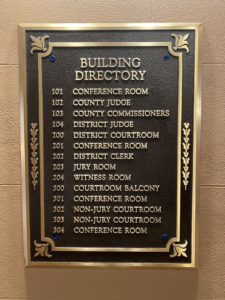 BUILDING
DIRECTORY
101 CONFERENCE ROOM
102 COUNTY JUDGE
103 COUNTY COMMISSIONERS
104 DISTRICT JUDGE
200 DISTRICT COURTROOM
201 CONFERENCE ROOM
202 DISTRICT CLERK
203 JURY ROOM
204 WITNESS ROOM
300 COURTROOM BALCONY
301 CONFERENCE ROOM
302 NON-JURY COURTROOM
303 NON-JURY COURTROOM
304 CONFERENCE ROOM